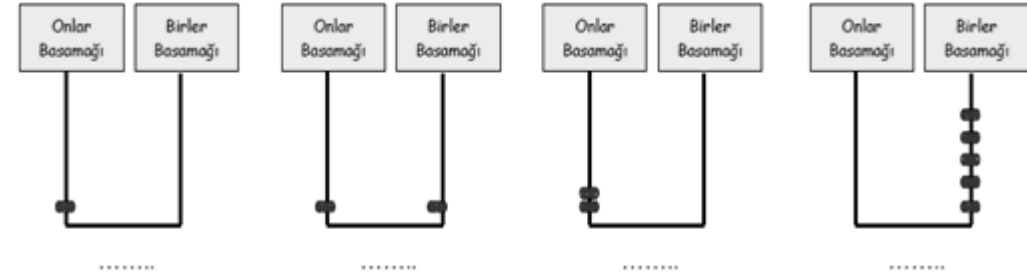 Onlar
Basamağı
Birler
Basamağı
Onlar
Basamağı
Birler
Basamağı
Onlar
Basamağı
Birler
Basamağı
Onlar
Basamağı
Birler
Basamağı
........ ........ ........ ........